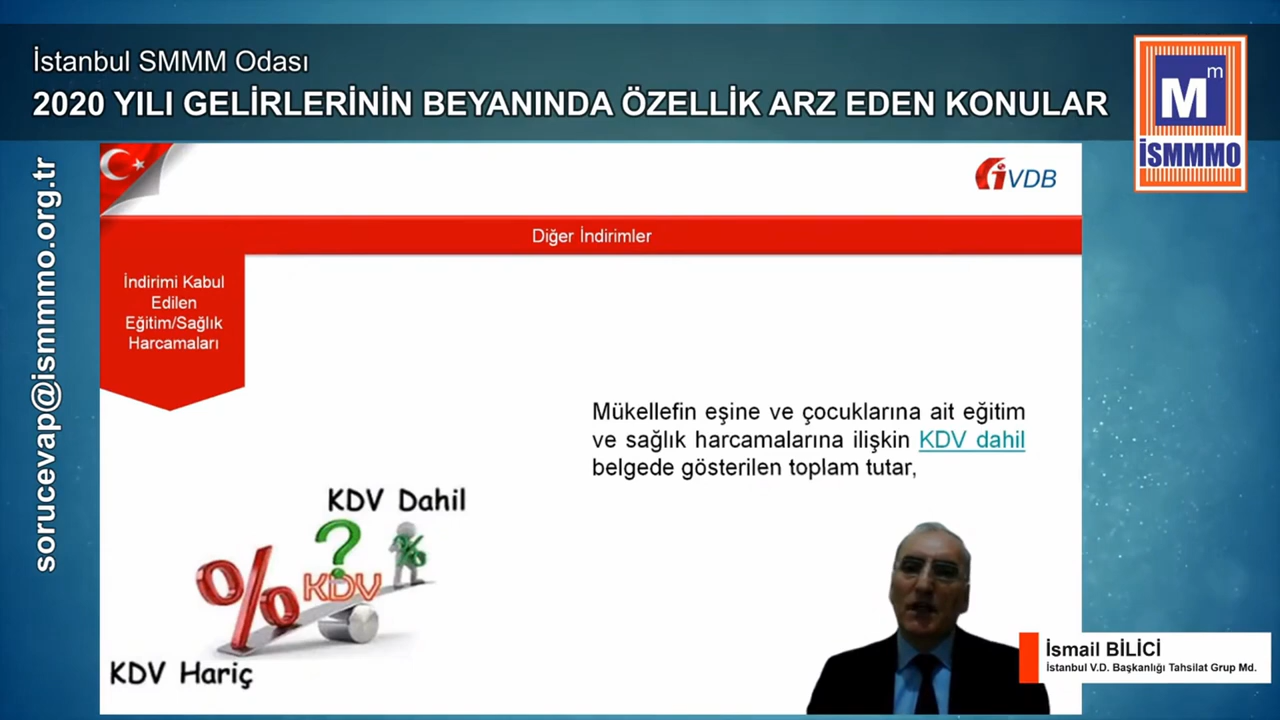 İstanbul SMMM Odası
2020 YILI GELİRLERİNİN BEYANINDA ÖZELLİK ARZ EDEN KONULAR
Mm
İSMMMO
sorucevap@ismmmo.org.tr
iVDB
Diğer İndirimler
İndirimi Kabul
Edilen
Eğitim/Sağlık
Harcamaları
Mükellefin eşine ve çocuklarına ait eğitim
ve sağlık harcamalarına ilişkin KDV dahil
belgede gösterilen toplam tutar,
KDV Dahil
% ? %
KDV
KDV Hariç
İsmail BİLİCİ
İstanbul V.D. Başkanlığı Tahsilat Grup Md.